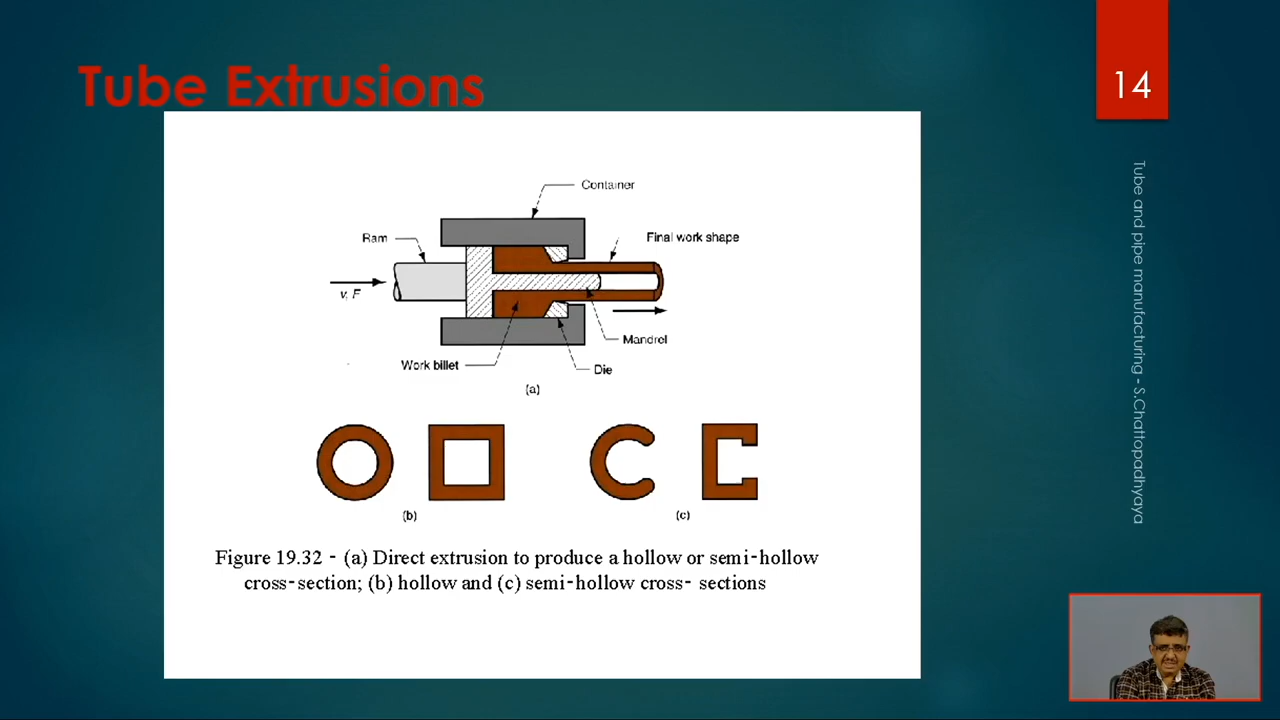 Tube Extrusions
14
Tube and pipe manufacturing - S.Chattopadhyaya
Container
Ram
Final work shape
v, F
Mandrel
Work billet
Die
(a)
(b)
(c)
Figure 19.32 - (a) Direct extrusion to produce a hollow or semi-hollow
cross-section; (b) hollow and (c) semi-hollow cross- sections